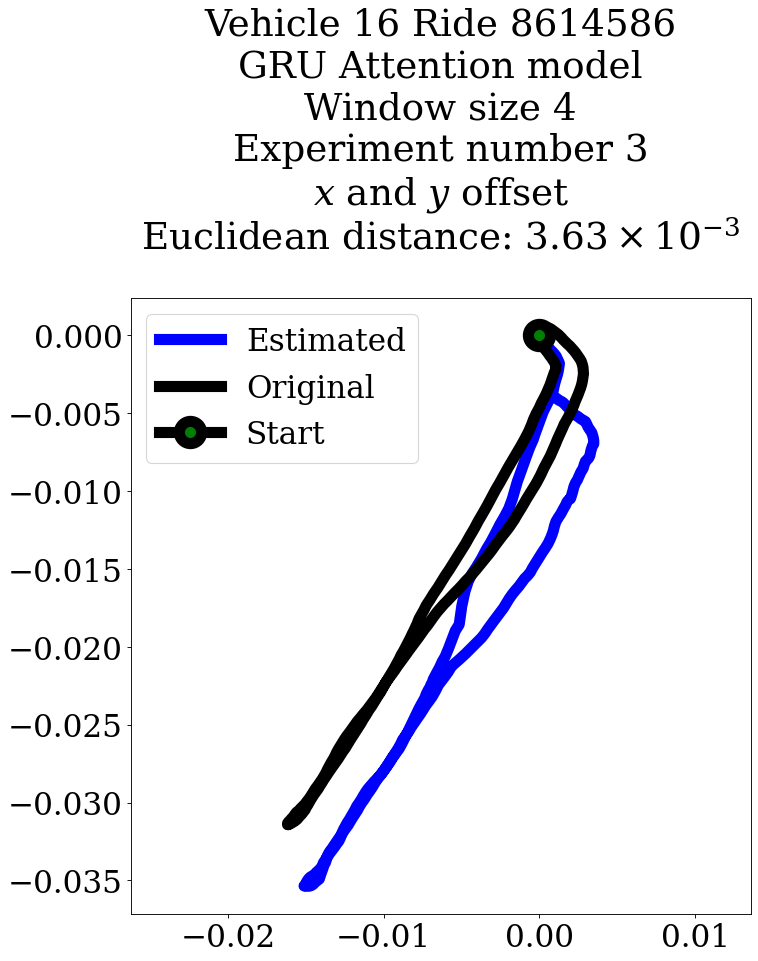 Vehicle 16 Ride 8614586
GRU Attention model
Window size 4
Experiment number 3
x and y offset
Euclidean distance: 3.63 × 10⁻³
Estimated
Original
Start
0.000
−0.005
−0.010
−0.015
−0.020
−0.025
−0.030
−0.035
−0.02 −0.01 0.00 0.01